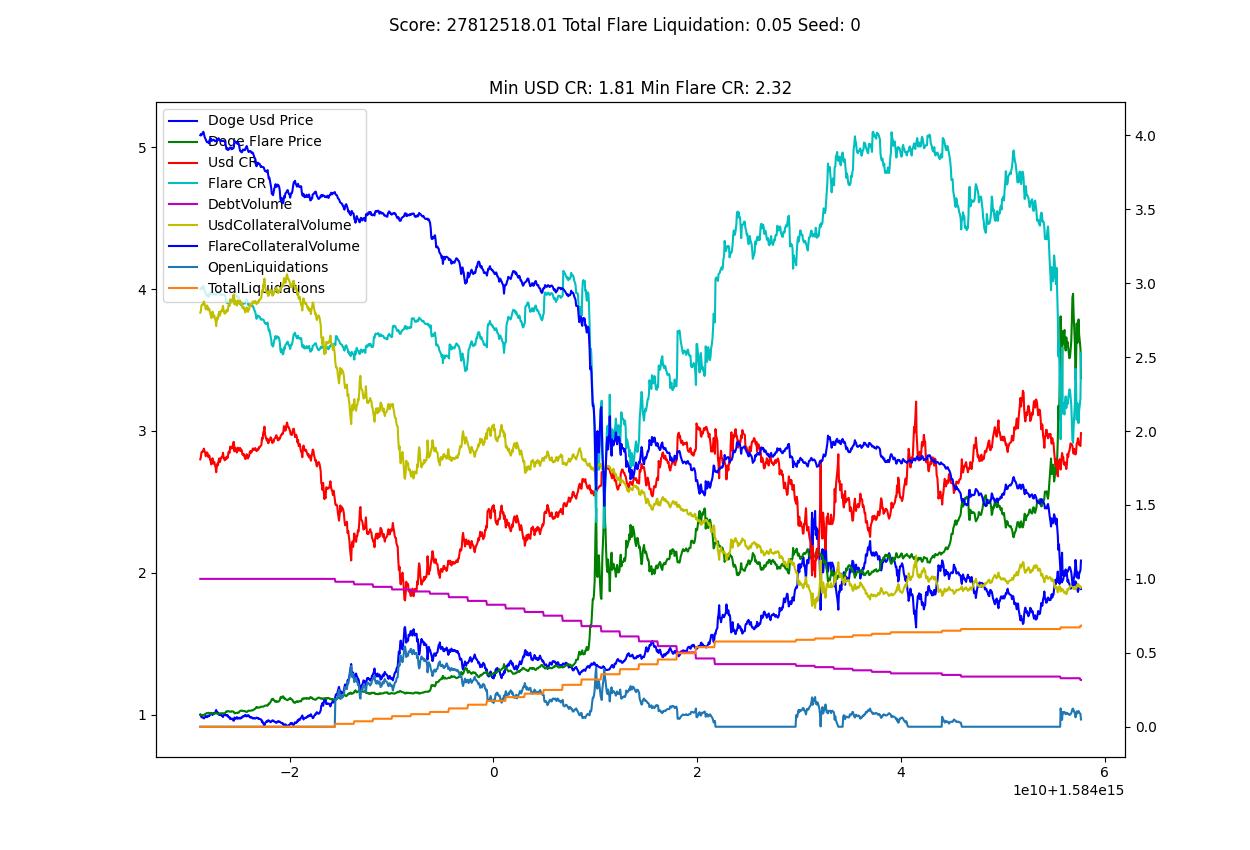 Score: 27812518.01 Total Flare Liquidation: 0.05 Seed: 0
Min USD CR: 1.81 Min Flare CR: 2.32
Doge Usd Price
Doge Flare Price
Usd CR
Flare CR
DebtVolume
UsdCollateralVolume
FlareCollateralVolume
OpenLiquidations
TotalLiquidations
5
4
3
2
1
4.0
3.5
3.0
2.5
2.0
1.5
1.0
0.5
0.0
−2 0 2 4 6
1e10+1.584e15